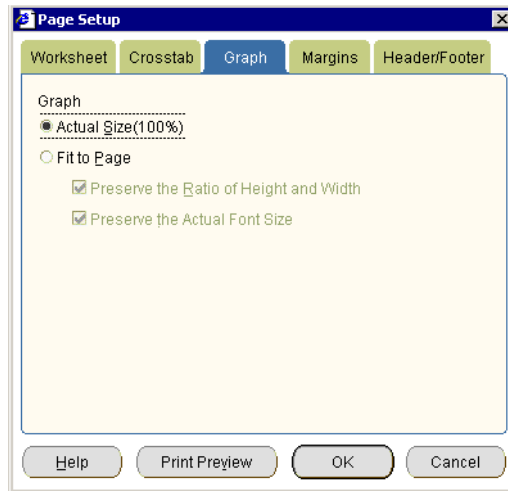 Page Setup
Worksheet Crosstab Graph Margins Header/Footer
Graph
Actual Size(100%)
Fit to Page
Preserve the Ratio of Height and Width
Preserve the Actual Font Size
Help Print Preview OK Cancel